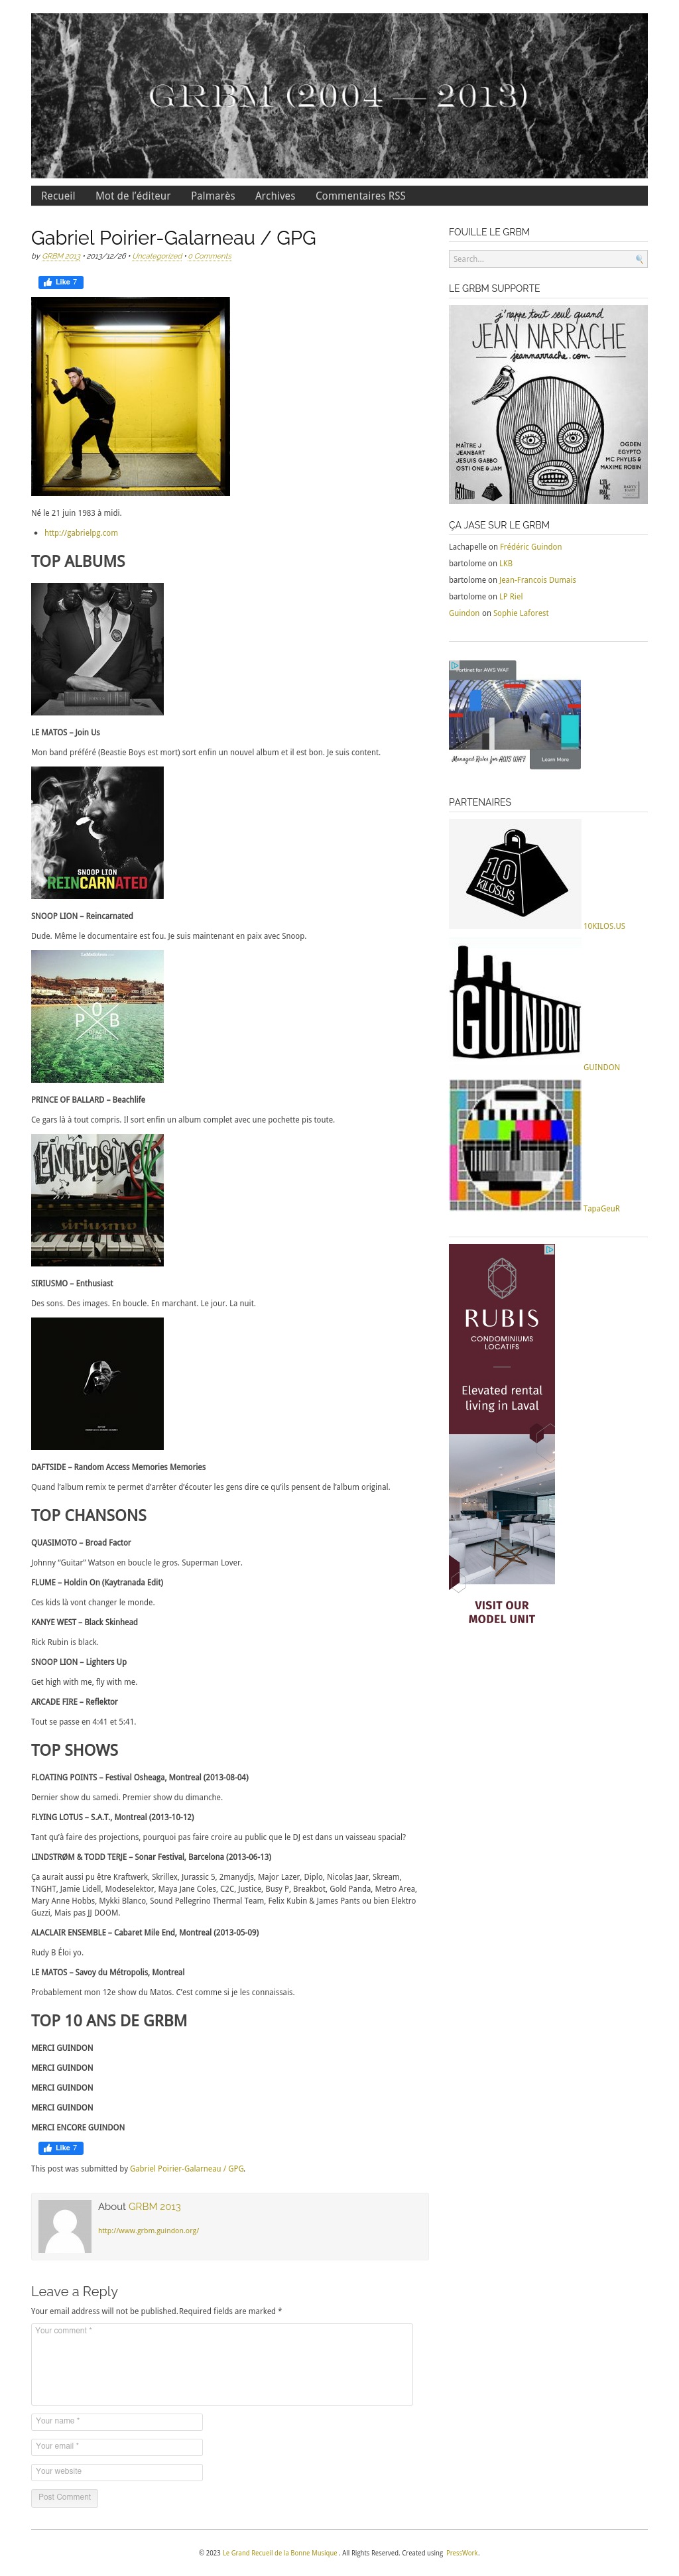 GRBM (2004 — 2013)
Recueil
Mot de l'éditeur
Palmarès
Archives
Commentaires RSS
Gabriel Poirier-Galarneau / GPG
by GRBM 2013 • 2013/12/26 • Uncategorized • 0 Comments
Like 7
Né le 21 juin 1983 à midi.
http://gabrielpg.com
TOP ALBUMS
LE MATOS – Join Us
Mon band préféré (Beastie Boys est mort) sort enfin un nouvel album et il est bon. Je suis content.
SNOOP LION
REINCARNATED
SNOOP LION – Reincarnated
Dude. Même le documentaire est fou. Je suis maintenant en paix avec Snoop.
POB
PRINCE OF BALLARD – Beachlife
Ce gars là à tout compris. Il sort enfin un album complet avec une pochette pis toute.
ENTHUSIAST
siriusmo
SIRIUSMO – Enthusiast
Des sons. Des images. En boucle. En marchant. Le jour. La nuit.
DAFTSIDE – Random Access Memories Memories
Quand l'album remix te permet d'arrêter d'écouter les gens dire ce qu'ils pensent de l'album original.
TOP CHANSONS
QUASIMOTO – Broad Factor
Johnny “Guitar” Watson en boucle le gros. Superman Lover.
FLUME – Holdin On (Kaytranada Edit)
Ces kids là vont changer le monde.
KANYE WEST – Black Skinhead
Rick Rubin is black.
SNOOP LION – Lighters Up
Get high with me, fly with me.
ARCADE FIRE – Reflektor
Tout se passe en 4:41 et 5:41.
TOP SHOWS
FLOATING POINTS – Festival Osheaga, Montreal (2013-08-04)
Dernier show du samedi. Premier show du dimanche.
FLYING LOTUS – S.A.T., Montreal (2013-10-12)
Tant qu'à faire des projections, pourquoi pas faire croire au public que le DJ est dans un vaisseau spacial?
LINDSTRØM & TODD TERJE – Sonar Festival, Barcelona (2013-06-13)
Ça aurait aussi pu être Kraftwerk, Skrillex, Jurassic 5, 2manydjs, Major Lazer, Diplo, Nicolas Jaar, Skream,
TNGHT, Jamie Lidell, Modeselektor, Maya Jane Coles, C2C, Justice, Busy P, Breakbot, Gold Panda, Metro Area,
Mary Anne Hobbs, Mykki Blanco, Sound Pellegrino Thermal Team, Felix Kubin & James Pants ou bien Elektro
Guzzi, Mais pas JJ DOOM.
ALACLAIR ENSEMBLE – Cabaret Mile End, Montreal (2013-05-09)
Rudy B Éloi yo.
LE MATOS – Savoy du Métropolis, Montreal
Probablement mon 12e show du Matos. C'est comme si je les connaissais.
TOP 10 ANS DE GRBM
MERCI GUINDON
MERCI GUINDON
MERCI GUINDON
MERCI GUINDON
MERCI ENCORE GUINDON
Like 7
This post was submitted by Gabriel Poirier-Galarneau / GPG.
About GRBM 2013
http://www.grbm.guindon.org/
Leave a Reply
Your email address will not be published.Required fields are marked *
Your comment *
Your name *
Your email *
Your website
Post Comment
FOUILLE LE GRBM
Search...
LE GRBM SUPPORTE
j'rappe tout seul quand
JEAN NARRACHE
jeannarrache.com
MAÎTRE J
JEANBART
JESUIS GABBO
OSTI ONE & JAM
OGDEN
EGYPTO
MC PHYLIS &
MAXIME ROBIN
ÇA JASE SUR LE GRBM
Lachapelle on Frédéric Guindon
bartolome on LKB
bartolome on Jean-Francois Dumais
bartolome on LP Riel
Guindon on Sophie Laforest
Fortinet for AWS WAF
Managed Rules for AWS WAF
Learn More
PARTENAIRES
10
KILOS.US
10KILOS.US
GUINDON
GUINDON
TapaGeuR
RUBIS
CONDOMINIUMS
LOCATIFS
Elevated rental
living in Laval
VISIT OUR
MODEL UNIT
© 2023 Le Grand Recueil de la Bonne Musique . All Rights Reserved. Created using PressWork.